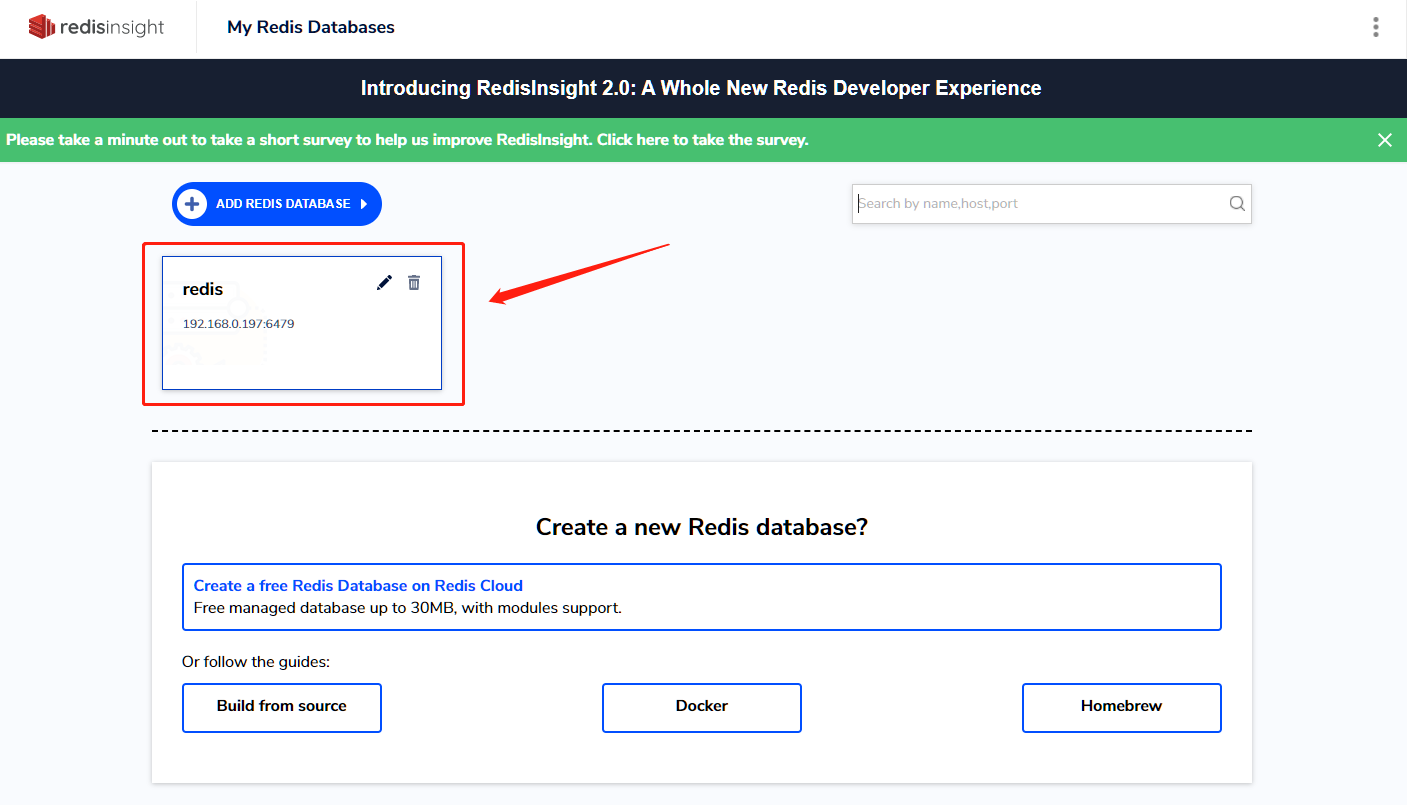 redisinsight
My Redis Databases
Introducing RedisInsight 2.0: A Whole New Redis Developer Experience
Please take a minute out to take a short survey to help us improve RedisInsight. Click here to take the survey.
ADD REDIS DATABASE
Search by name,host,port
redis
192.168.0.197:6479
Create a new Redis database?
Create a free Redis Database on Redis Cloud
Free managed database up to 30MB, with modules support.
Or follow the guides:
Build from source
Docker
Homebrew